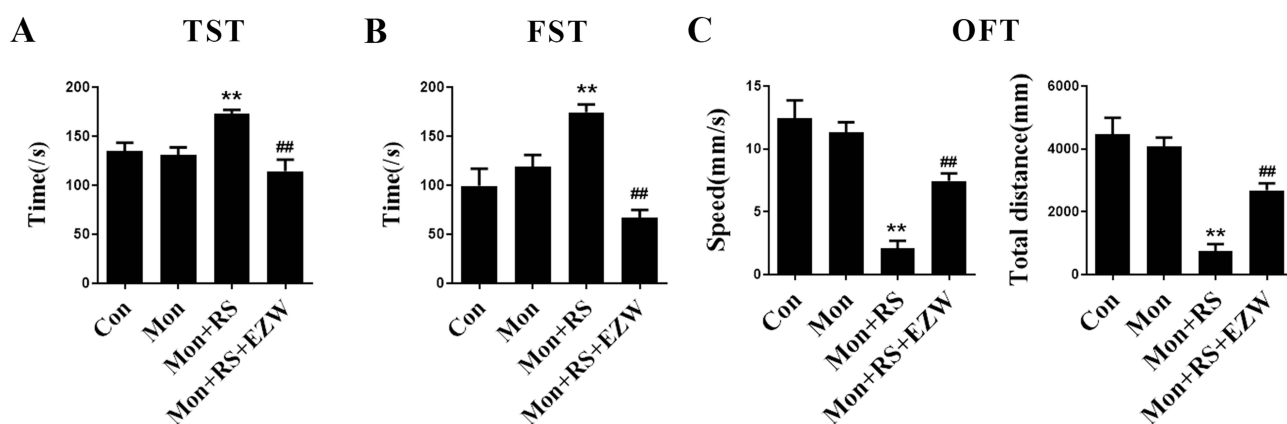 A
TST
Time(/s)
200
150
100
50
0
**
##
Con
Mon
Mon+RS
Mon+RS+EZW
B
FST
Time(/s)
200
150
100
50
0
**
##
Con
Mon
Mon+RS
Mon+RS+EZW
C
OFT
Speed(mm/s)
15
10
5
0
**
##
Con
Mon
Mon+RS
Mon+RS+EZW
Total distance(mm)
6000
4000
2000
0
**
##
Con
Mon
Mon+RS
Mon+RS+EZW